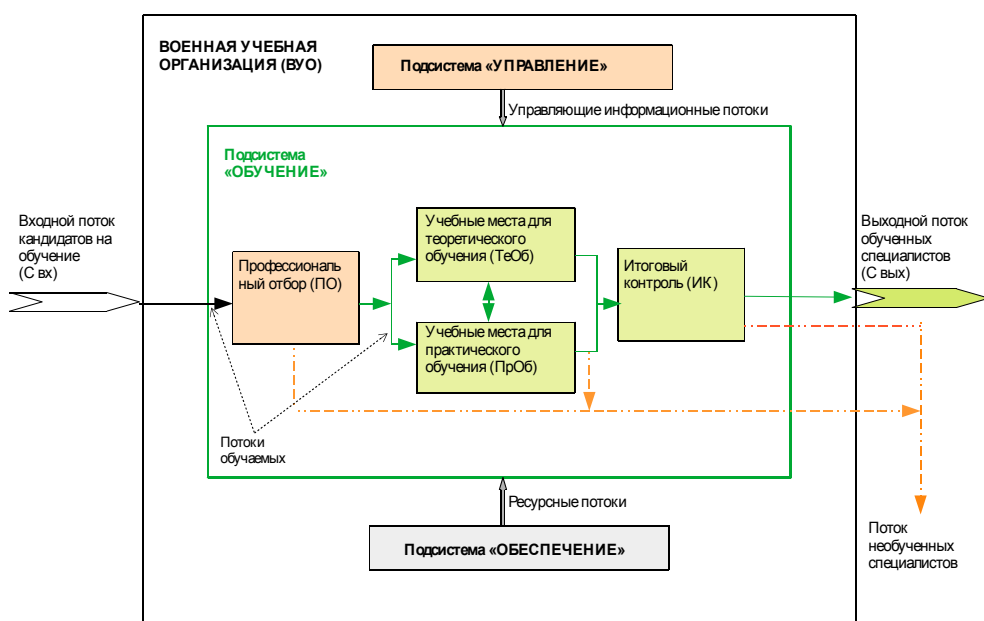 ВОЕННАЯ УЧЕБНАЯ
ОРГАНИЗАЦИЯ (ВУО)
Подсистема «УПРАВЛЕНИЕ»
Управляющие информационные потоки
Подсистема
«ОБУЧЕНИЕ»
Входной поток
кандидатов на
обучение
(С вх)
Профессиональ
ный отбор (ПО)
Учебные места для
теоретического
обучения (ТеОб)
Учебные места для
практического
обучения (ПрОб)
Итоговый
контроль (ИК)
Выходной поток
обученных
специалистов
(С вых)
Потоки
обучаемых
Ресурсные потоки
Подсистема «ОБЕСПЕЧЕНИЕ»
Поток
необученных
специалистов